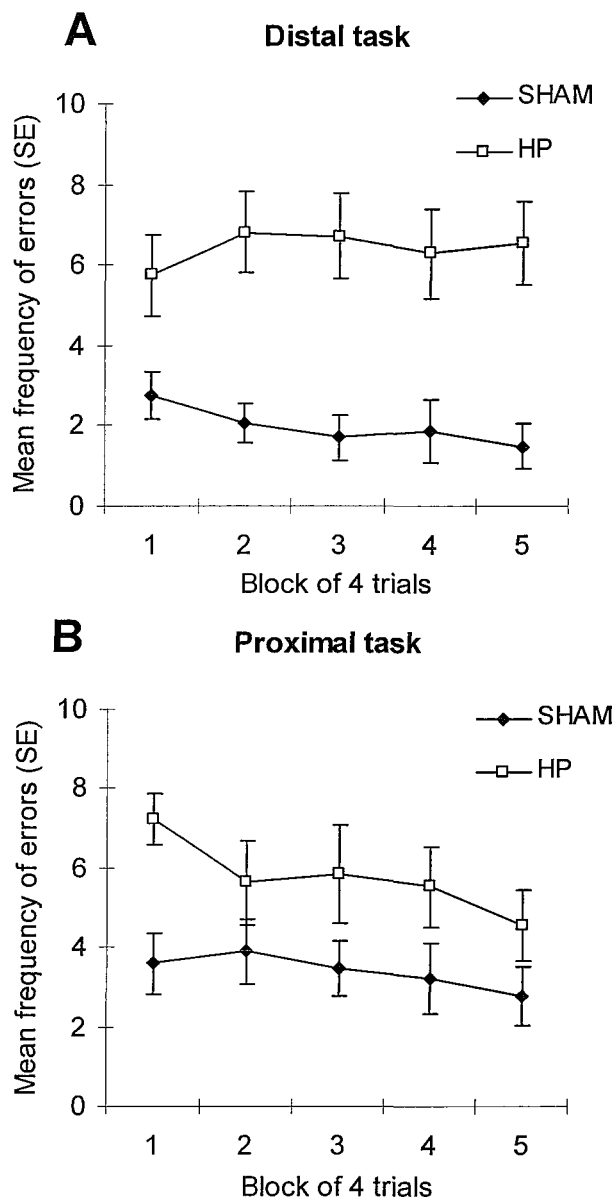 A
Distal task
SHAM
HP
Mean frequency of errors (SE)
10
8
6
4
2
0
1 2 3 4 5
Block of 4 trials
B
Proximal task
SHAM
HP
Mean frequency of errors (SE)
10
8
6
4
2
0
1 2 3 4 5
Block of 4 trials